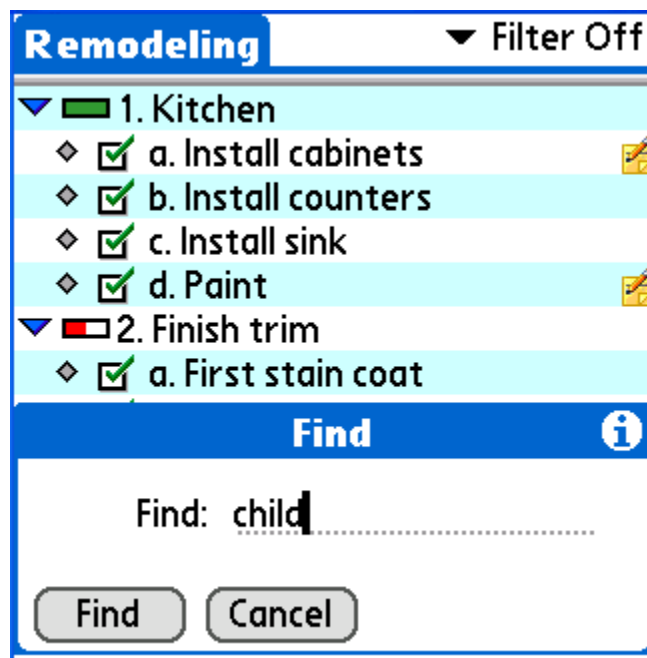 Remodeling Filter Off
1. Kitchen
a. Install cabinets
b. Install counters
c. Install sink
d. Paint
2. Finish trim
a. First stain coat
Find
Find: child
Find Cancel